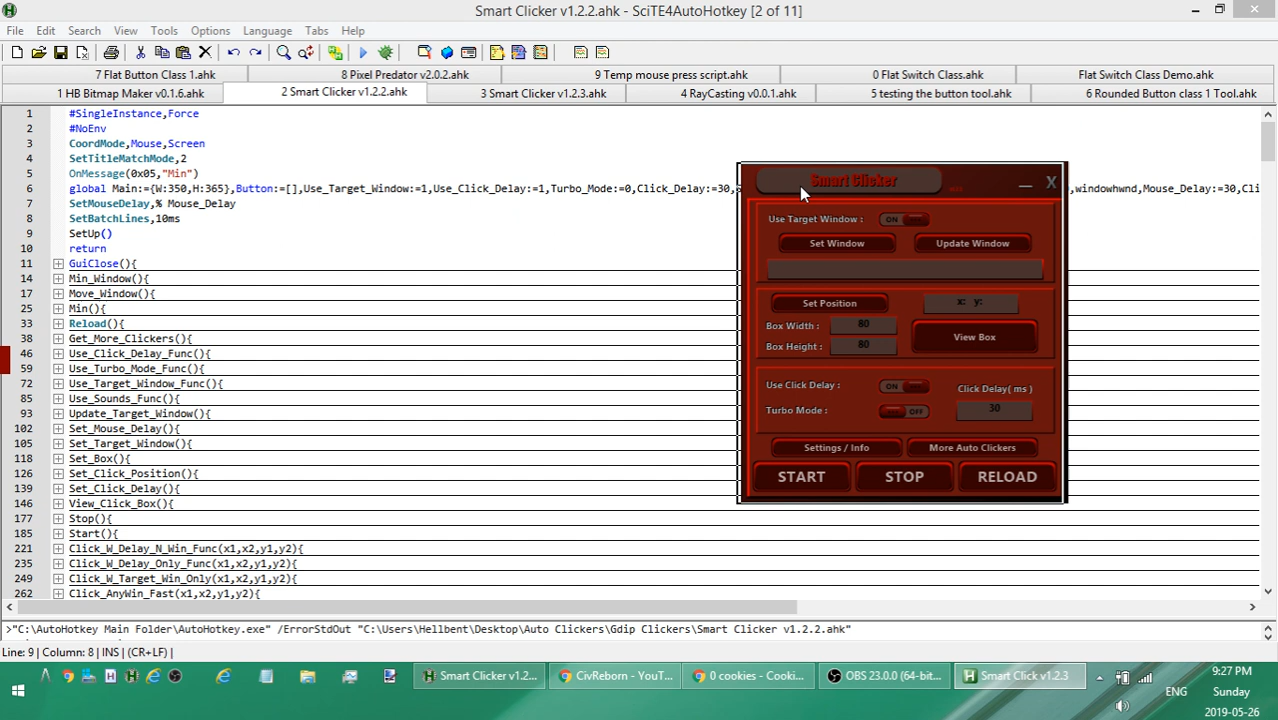 Smart Clicker v1.2.2.ahk - SciTE4AutoHotkey [2 of 11]
File Edit Search View Tools Options Language Tabs Help
7 Flat Button Class 1.ahk 8 Pixel Predator v2.0.2.ahk 9 Temp mouse press script.ahk 0 Flat Switch Class.ahk Flat Switch Class Demo.ahk
1 HB Bitmap Maker v0.1.6.ahk 2 Smart Clicker v1.2.2.ahk 3 Smart Clicker v1.2.3.ahk 4 RayCasting v0.0.1.ahk 5 testing the button tool.ahk 6 Rounded Button class 1 Tool.ahk
1 #SingleInstance,Force
2 #NoEnv
3 CoordMode,Mouse,Screen
4 SetTitleMatchMode,2
5 OnMessage(0x05,"Min")
6 global Main:={W:350,H:365},Button:=[],Use_Target_Window:=1,Use_Click_Delay:=1,Turbo_Mode:=0,Click_Delay:=30, ,windowhwnd,Mouse_Delay:=30,Cli
7 SetMouseDelay,% Mouse_Delay
8 SetBatchLines,10ms
9 SetUp()
10 return
11 GuiClose(){
14 Min_Window(){
17 Move_Window(){
25 Min(){
33 Reload(){
38 Get_More_Clickers(){
46 Use_Click_Delay_Func(){
59 Use_Turbo_Mode_Func(){
72 Use_Target_Window_Func(){
85 Use_Sounds_Func(){
93 Update_Target_Window(){
102 Set_Mouse_Delay(){
105 Set_Target_Window(){
118 Set_Box(){
126 Set_Click_Position(){
139 Set_Click_Delay(){
146 View_Click_Box(){
177 Stop(){
185 Start(){
221 Click_W_Delay_N_Win_Func(x1,x2,y1,y2){
235 Click_W_Delay_Only_Func(x1,x2,y1,y2){
249 Click_W_Target_Win_Only(x1,x2,y1,y2){
262 Click_AnyWin_Fast(x1,x2,y1,y2){
Smart Clicker
X
Use Target Window : ON
Set Window Update Window
Set Position x: y:
Box Width : 80
Box Height : 80
View Box
Use Click Delay : ON Click Delay( ms )
Turbo Mode : OFF 30
Settings / Info More Auto Clickers
START STOP RELOAD
>"C:\AutoHotkey Main Folder\AutoHotkey.exe" /ErrorStdOut "C:\Users\Hellbent\Desktop\Auto Clickers\Gdip Clickers\Smart Clicker v1.2.2.ahk"
Line: 9 | Column: 8 | INS | (CR+LF) |
Smart Clicker v1.2... CivReborn - YouT... 0 cookies - Cooki... OBS 23.0.0 (64-bit... Smart Click v1.2.3
ENG
9:27 PM
Sunday
2019-05-26